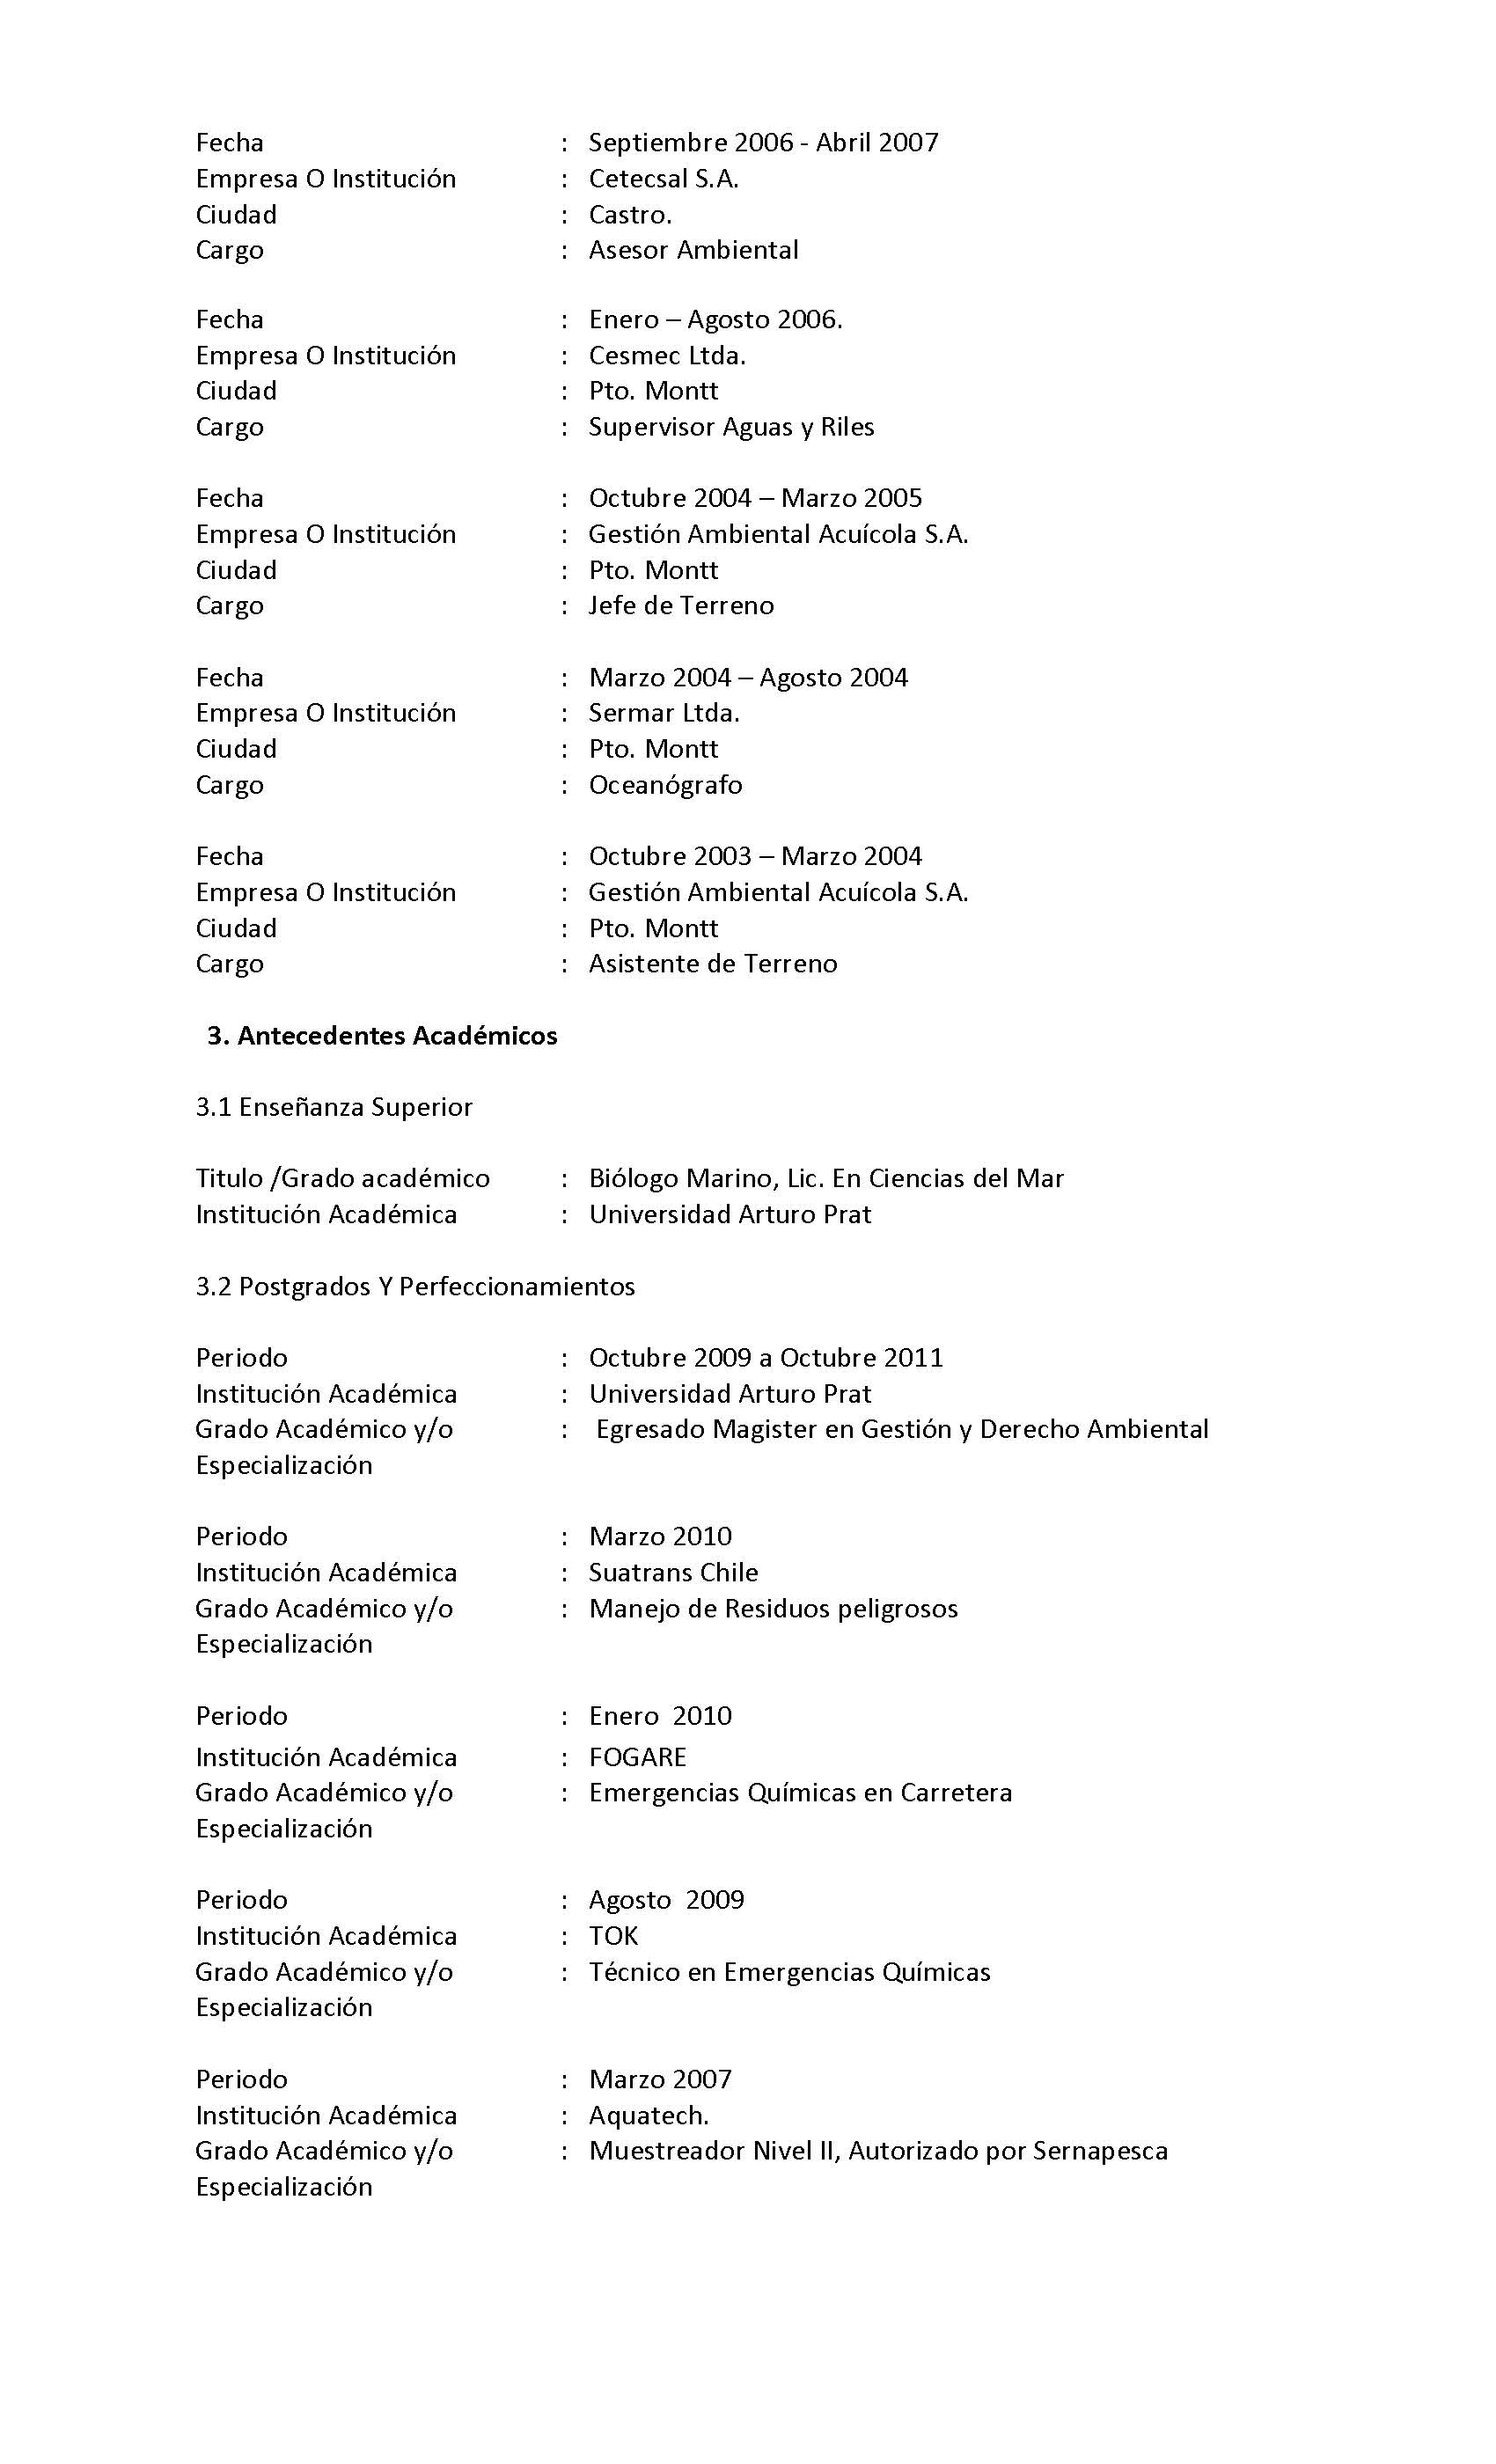 Fecha : Septiembre 2006 - Abril 2007
Empresa O Institución : Cetecsal S.A.
Ciudad : Castro.
Cargo : Asesor Ambiental
Fecha : Enero – Agosto 2006.
Empresa O Institución : Cesmec Ltda.
Ciudad : Pto. Montt
Cargo : Supervisor Aguas y Riles
Fecha : Octubre 2004 – Marzo 2005
Empresa O Institución : Gestión Ambiental Acuícola S.A.
Ciudad : Pto. Montt
Cargo : Jefe de Terreno
Fecha : Marzo 2004 – Agosto 2004
Empresa O Institución : Sermar Ltda.
Ciudad : Pto. Montt
Cargo : Oceanógrafo
Fecha : Octubre 2003 – Marzo 2004
Empresa O Institución : Gestión Ambiental Acuícola S.A.
Ciudad : Pto. Montt
Cargo : Asistente de Terreno
3. Antecedentes Académicos
3.1 Enseñanza Superior
Titulo /Grado académico : Biólogo Marino, Lic. En Ciencias del Mar
Institución Académica : Universidad Arturo Prat
3.2 Postgrados Y Perfeccionamientos
Periodo : Octubre 2009 a Octubre 2011
Institución Académica : Universidad Arturo Prat
Grado Académico y/o : Egresado Magister en Gestión y Derecho Ambiental
Especialización
Periodo : Marzo 2010
Institución Académica : Suatrans Chile
Grado Académico y/o : Manejo de Residuos peligrosos
Especialización
Periodo : Enero 2010
Institución Académica : FOGARE
Grado Académico y/o : Emergencias Químicas en Carretera
Especialización
Periodo : Agosto 2009
Institución Académica : TOK
Grado Académico y/o : Técnico en Emergencias Químicas
Especialización
Periodo : Marzo 2007
Institución Académica : Aquatech.
Grado Académico y/o : Muestreador Nivel II, Autorizado por Sernapesca
Especialización